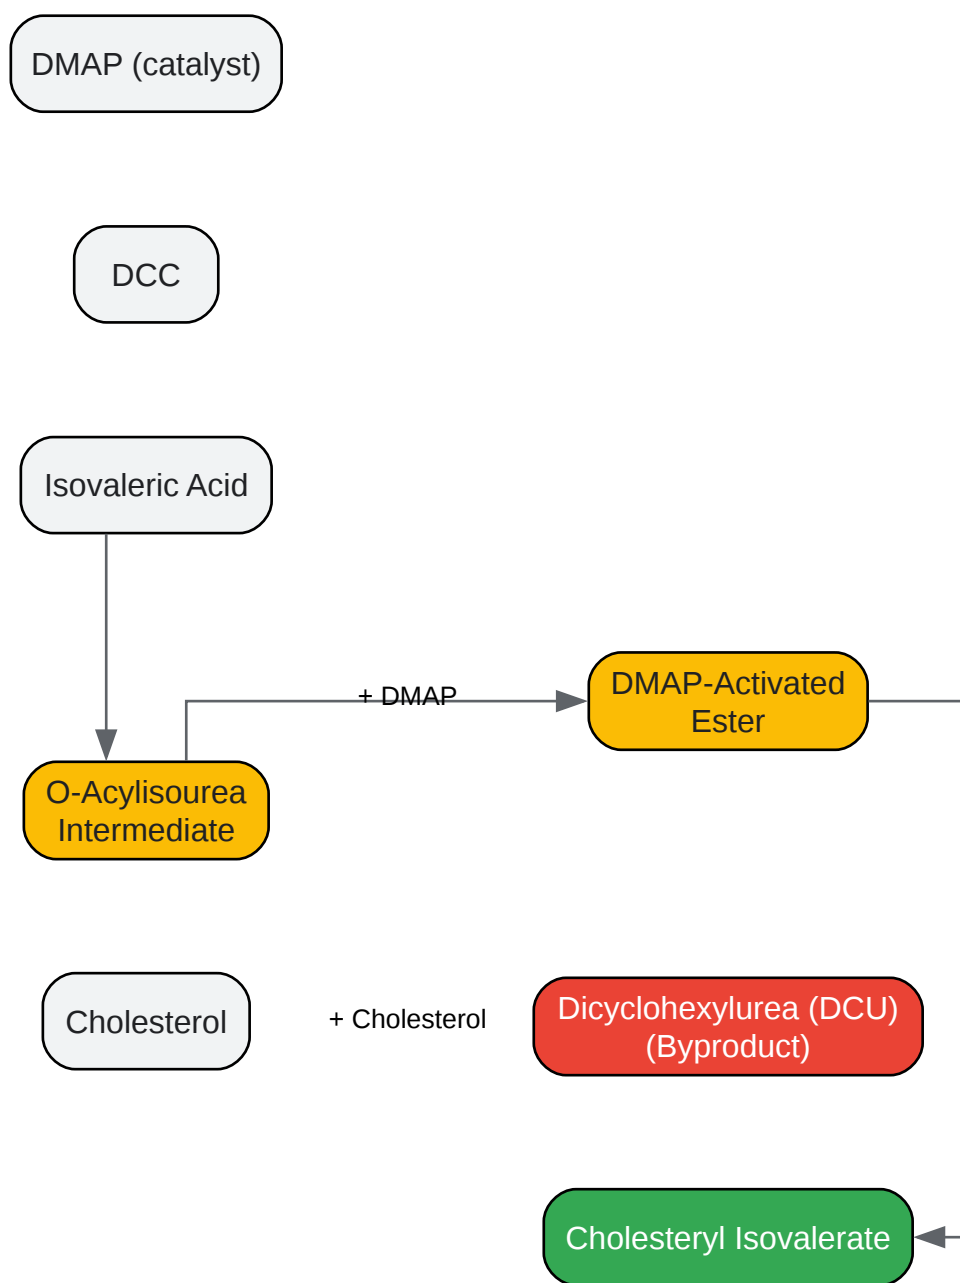 DMAP (catalyst)
DCC
Isovaleric Acid
+ DMAP
DMAP-Activated
Ester
O-Acylisourea
Intermediate
Cholesterol
+ Cholesterol
Dicyclohexylurea (DCU)
(Byproduct)
Cholesteryl Isovalerate